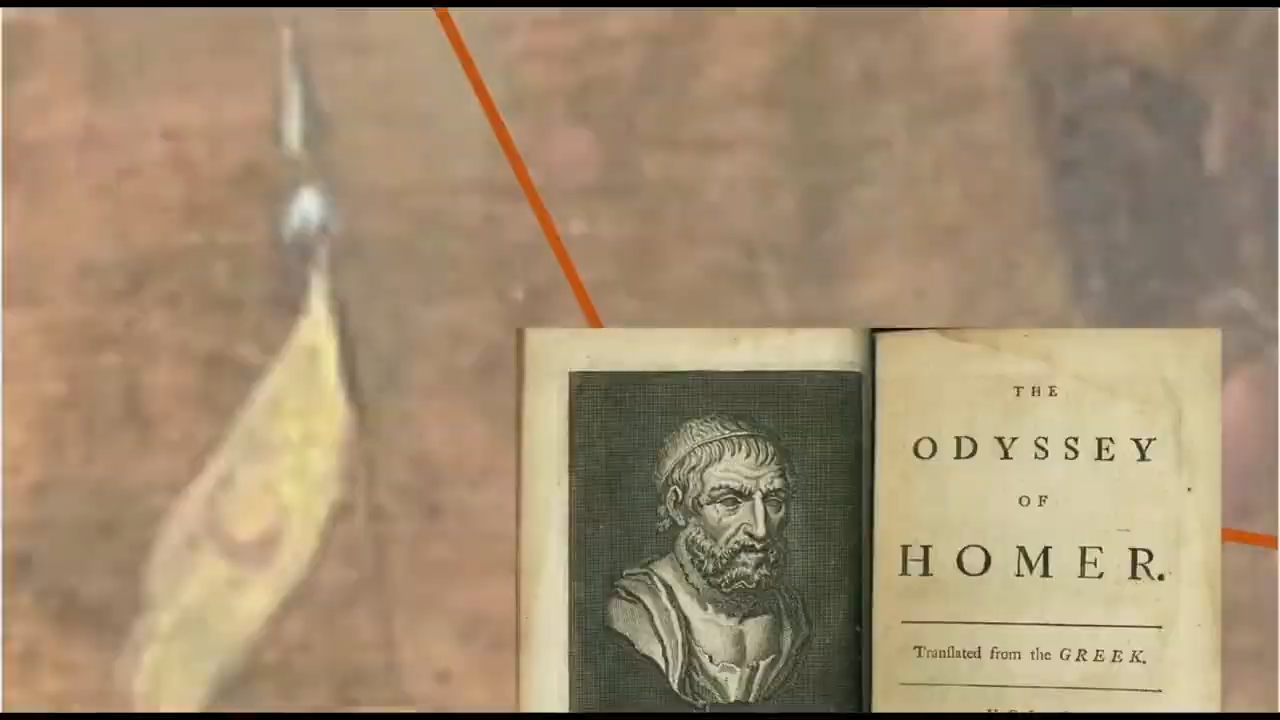 THE
ODYSSEY
OF
HOMER.
Tranſlated from the GREEK.